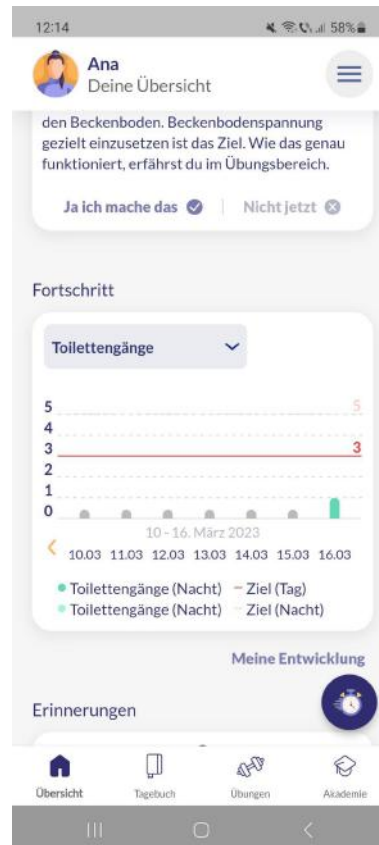 12:14
58%
Ana
Deine Übersicht
den Beckenboden. Beckenbodenspannung
gezielt einzusetzen ist das Ziel. Wie das genau
funktioniert, erfährst du im Übungsbereich.
Ja ich mache das
Nicht jetzt
Fortschritt
Toilettengänge
5 5
4
3 3
2
1
0
10 - 16. März 2023
10.03 11.03 12.03 13.03 14.03 15.03 16.03
Toilettengänge (Nacht) Ziel (Tag)
Toilettengänge (Nacht) Ziel (Nacht)
Meine Entwicklung
Erinnerungen
Übersicht Tagebuch Übungen Akademie